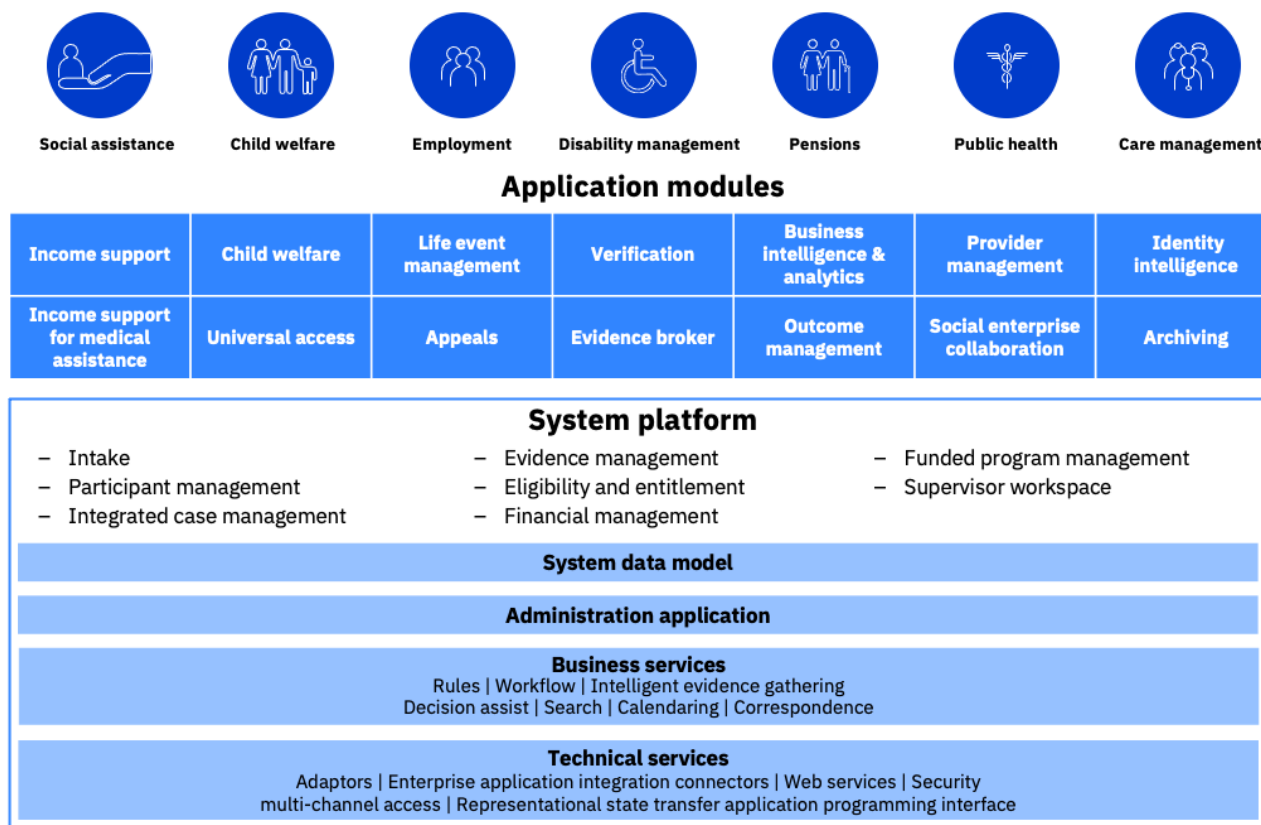 Social assistance
Child welfare
Employment
Disability management
Pensions
Public health
Care management
Application modules
Income support
Child welfare
Life event
management
Verification
Business
intelligence &
analytics
Provider
management
Identity
intelligence
Income support
for medical
assistance
Universal access
Appeals
Evidence broker
Outcome
management
Social enterprise
collaboration
Archiving
System platform
– Intake
– Participant management
– Integrated case management
– Evidence management
– Eligibility and entitlement
– Financial management
– Funded program management
– Supervisor workspace
System data model
Administration application
Business services
Rules | Workflow | Intelligent evidence gathering
Decision assist | Search | Calendaring | Correspondence
Technical services
Adaptors | Enterprise application integration connectors | Web services | Security
multi-channel access | Representational state transfer application programming interface